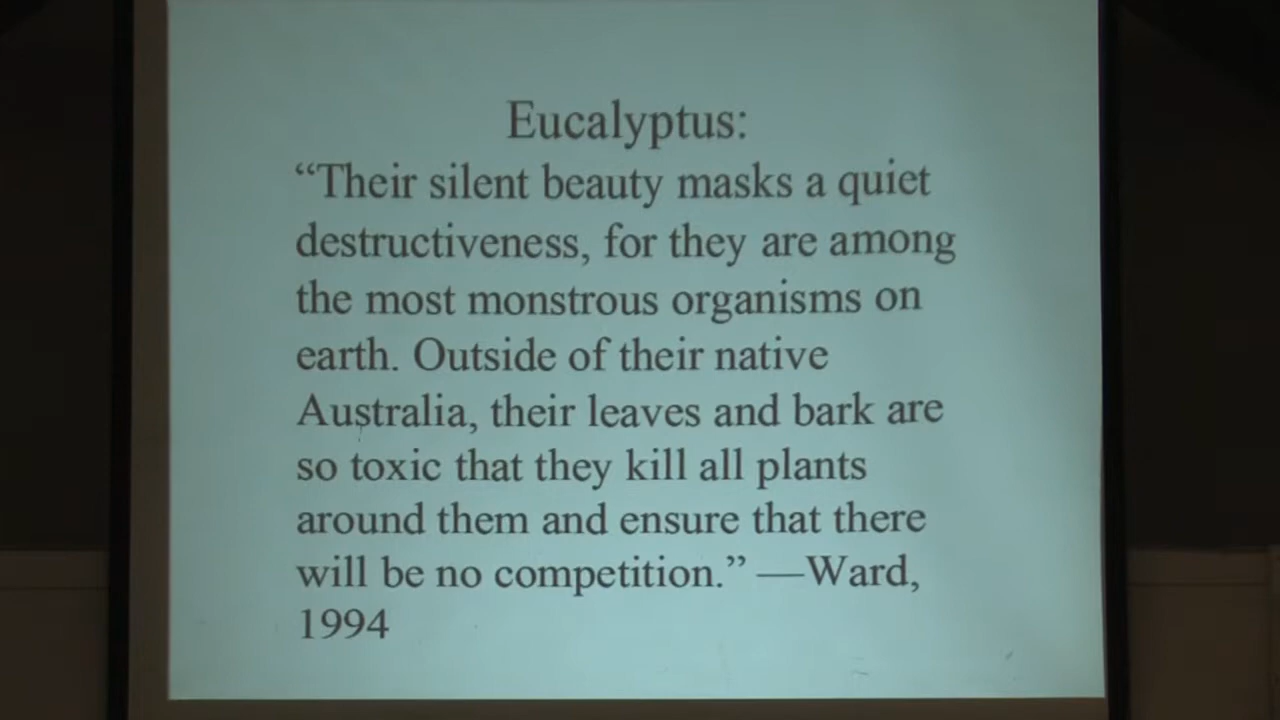 Eucalyptus:
“Their silent beauty masks a quiet
destructiveness, for they are among
the most monstrous organisms on
earth. Outside of their native
Australia, their leaves and bark are
so toxic that they kill all plants
around them and ensure that there
will be no competition.” —Ward,
1994